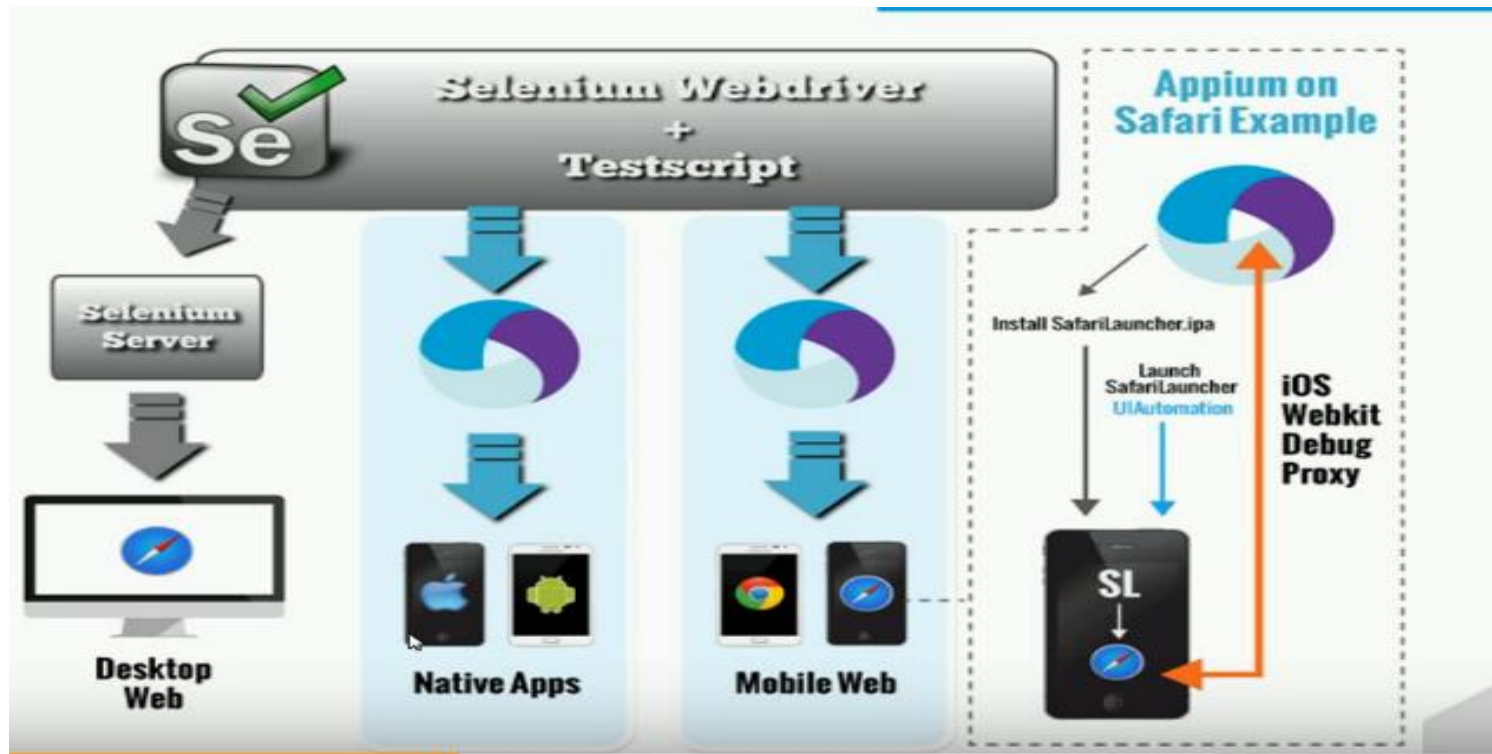 Se
Selenium Webdriver
+
Testscript
Selenium
Server
Desktop
Web
Native Apps
Mobile Web
Appium on
Safari Example
Install SafariLauncher.ipa
Launch
SafariLauncher
UIAutomation
iOS
Webkit
Debug
Proxy
SL